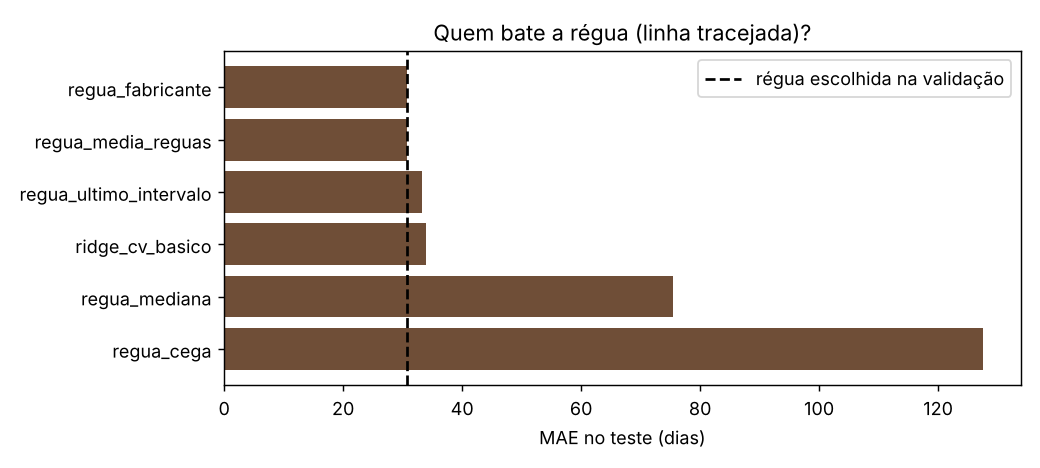 Quem bate a régua (linha tracejada)?
régua escolhida na validação
regua_fabricante
regua_media_reguas
regua_ultimo_intervalo
ridge_cv_basico
regua_mediana
regua_cega
0 20 40 60 80 100 120
MAE no teste (dias)